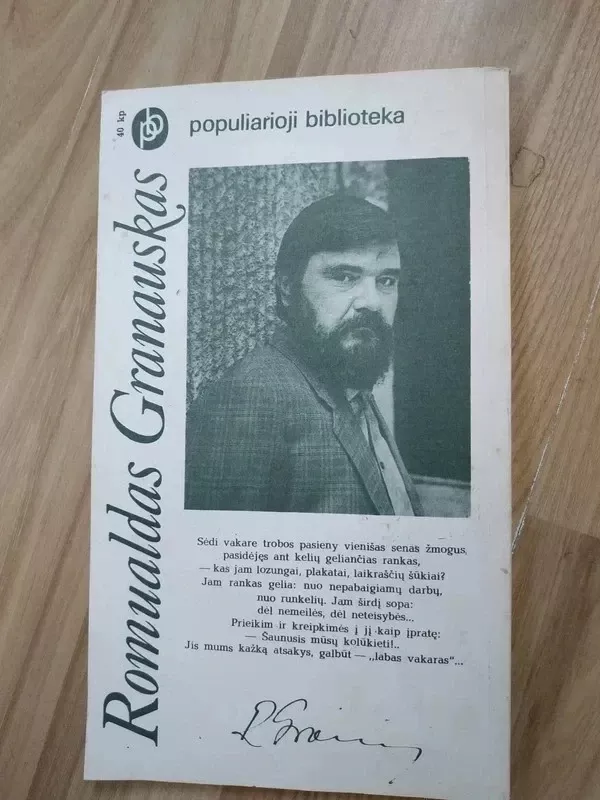 40 kp
pb
populiarioji biblioteka
Romualdas Granauskas
Sėdi vakare trobos pasieny vienišas senas žmogus,
pasidėjęs ant kelių geliančias rankas,
— kas jam lozungai, plakatai, laikraščių šūkiai?
Jam rankas gelia: nuo nepabaigiamų darbų,
nuo runkelių. Jam širdį sopa:
dėl nemeilės, dėl neteisybės...
Prieikim ir kreipkimės į jį kaip įpratę:
— Šaunusis mūsų kolūkieti!..
Jis mums kažką atsakys, galbūt — „labas vakaras“...